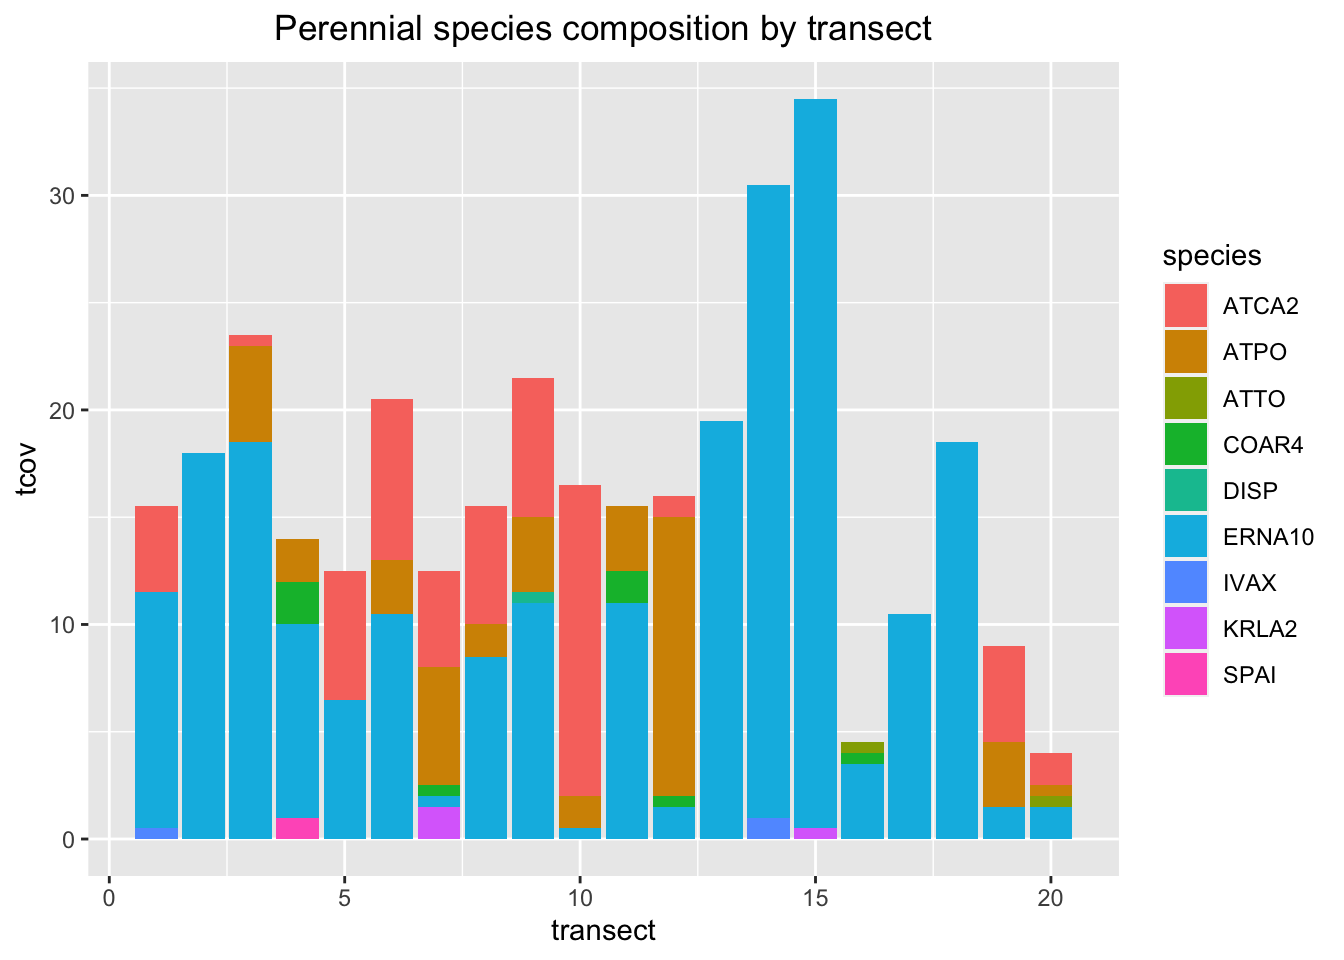 Perennial species composition by transect
tcov
30
20
10
0
0 5 10 15 20
transect
species
ATCA2
ATPO
ATTO
COAR4
DISP
ERNA10
IVAX
KRLA2
SPAI